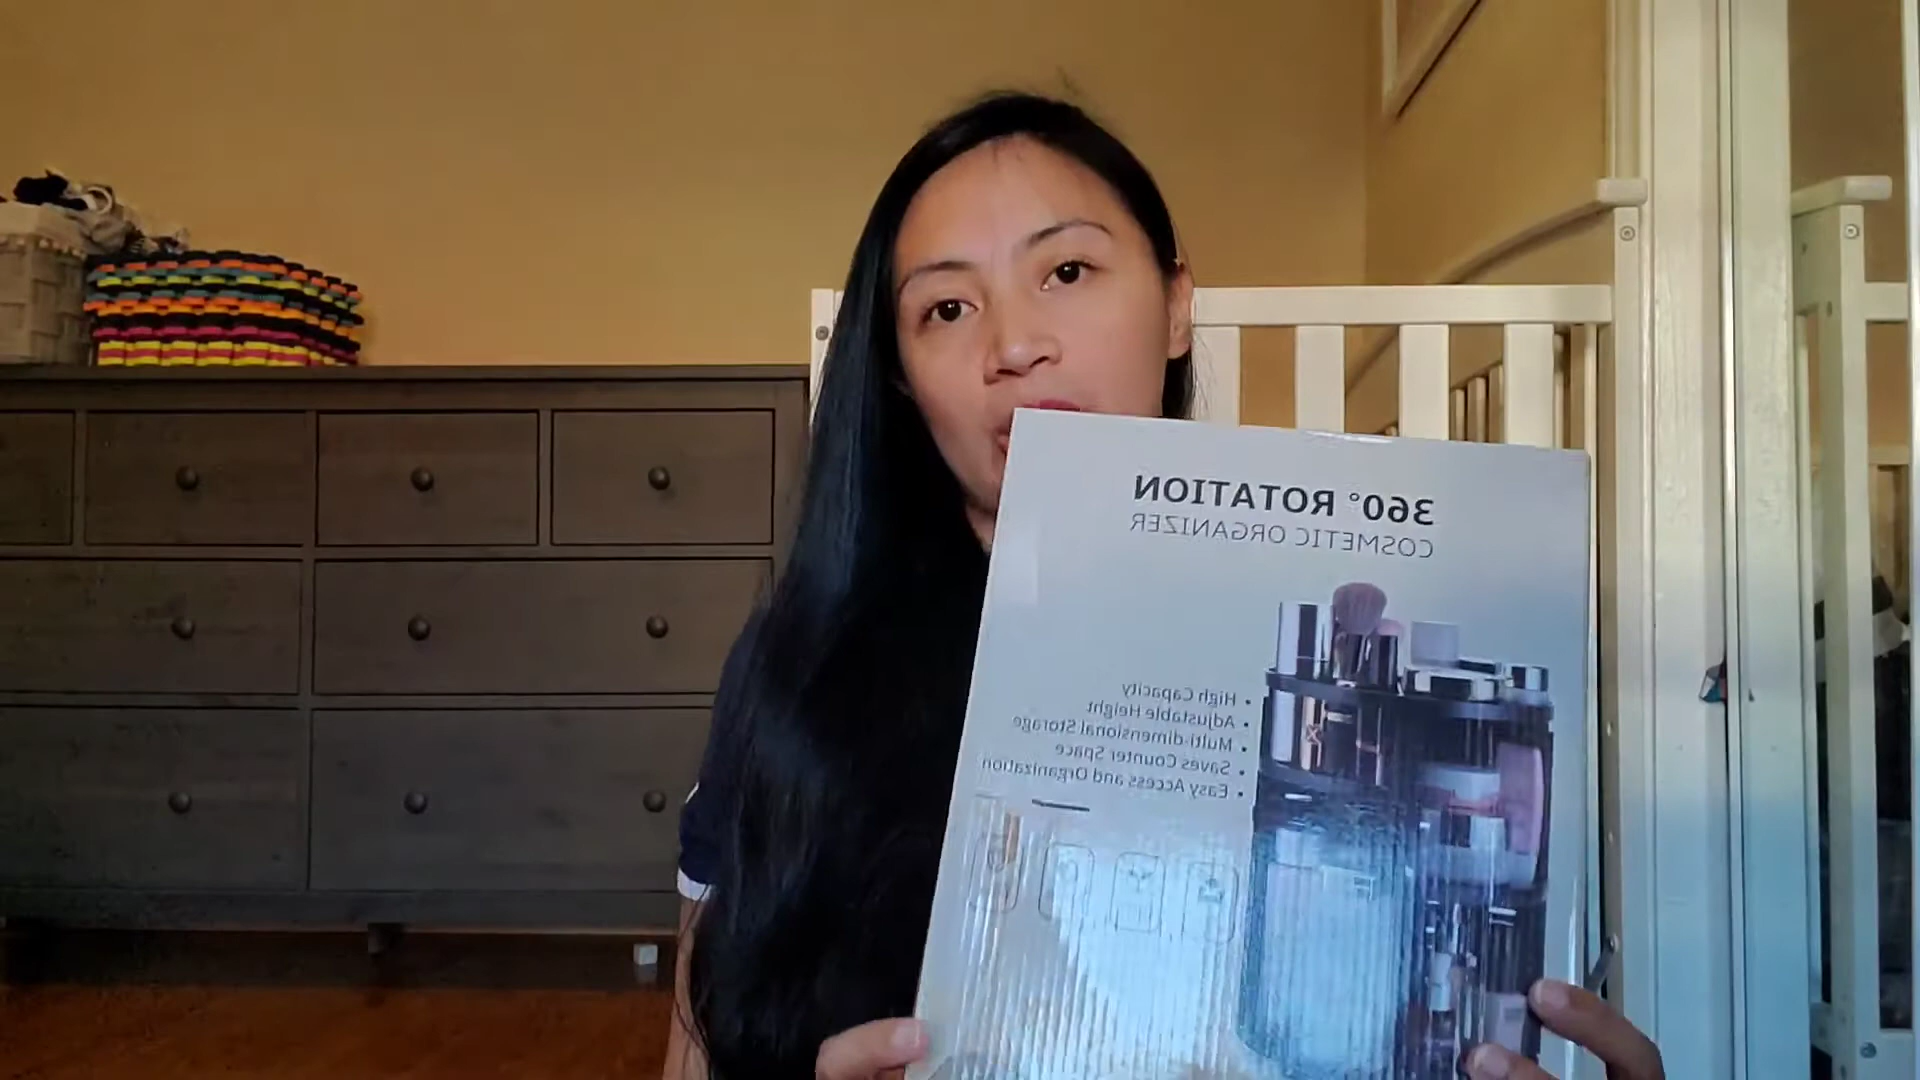 360° ROTATION
COSMETIC ORGANIZER
• High Capacity
• Adjustable Height
• Multi-dimensional Storage
• Saves Counter Space
• Easy Access and Organization